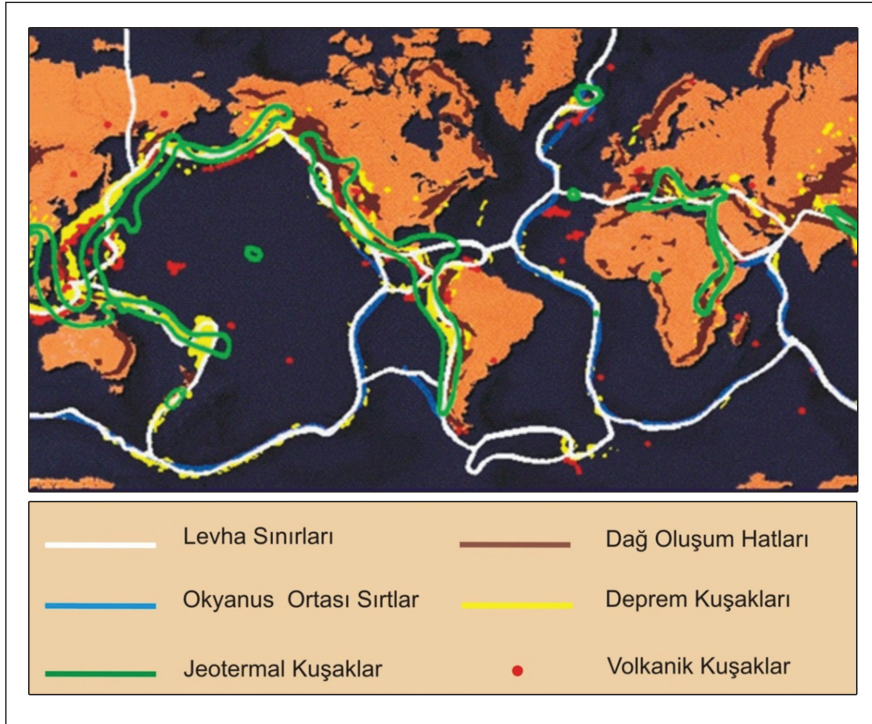 Levha Sınırları
Dağ Oluşum Hatları
Okyanus Ortası Sırtlar
Deprem Kuşakları
Jeotermal Kuşaklar
Volkanik Kuşaklar